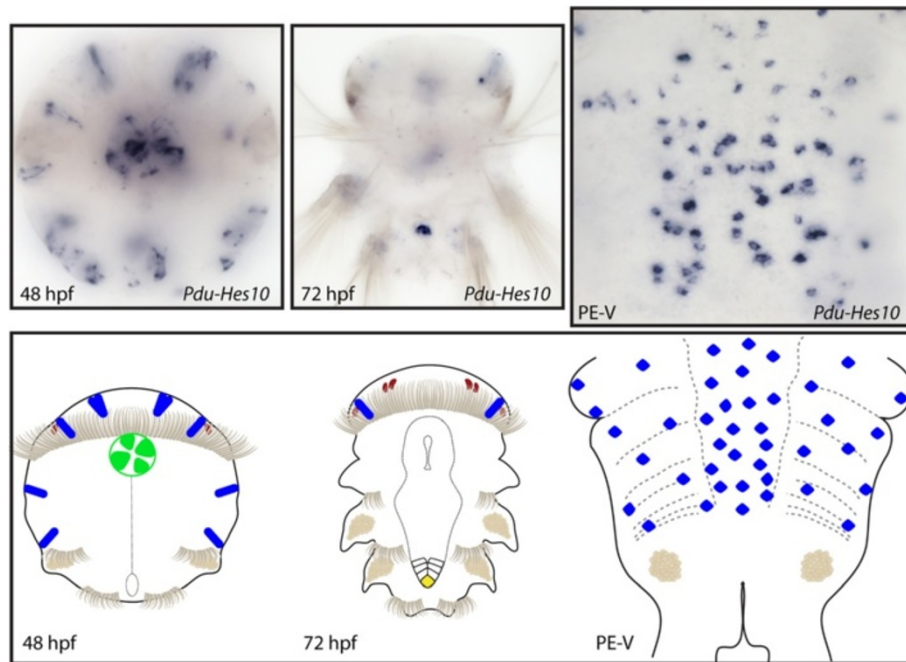 48 hpf
Pdu-Hes10
72 hpf
Pdu-Hes10
PE-V
Pdu-Hes10
48 hpf
72 hpf
PE-V